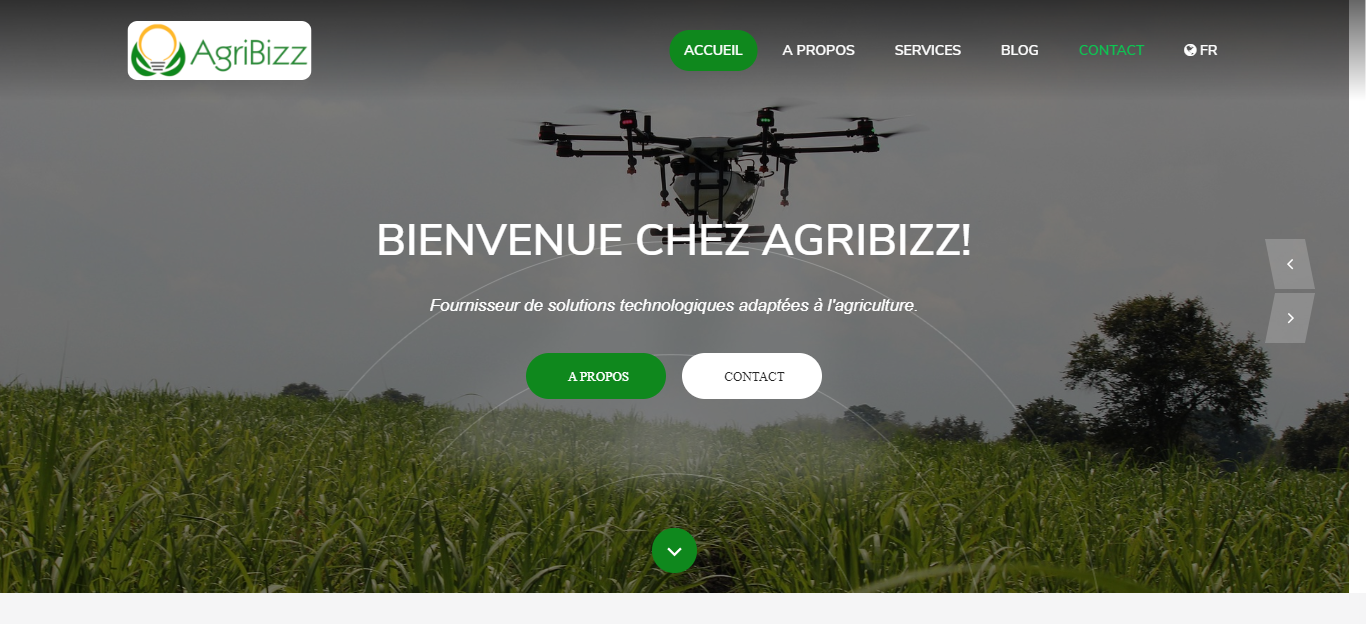 AgriBizz
ACCUEIL
A PROPOS
SERVICES
BLOG
CONTACT
FR
BIENVENUE CHEZ AGRIBIZZ!
Fournisseur de solutions technologiques adaptées à l'agriculture.
A PROPOS
CONTACT